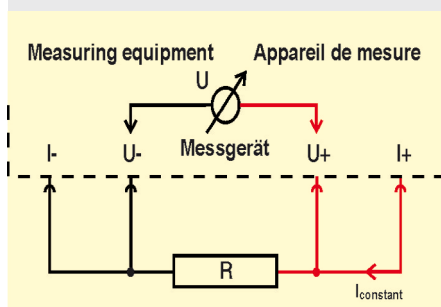 Measuring equipment Appareil de mesure
U
I- U- Messgerät U+ I+
R
Iconstant